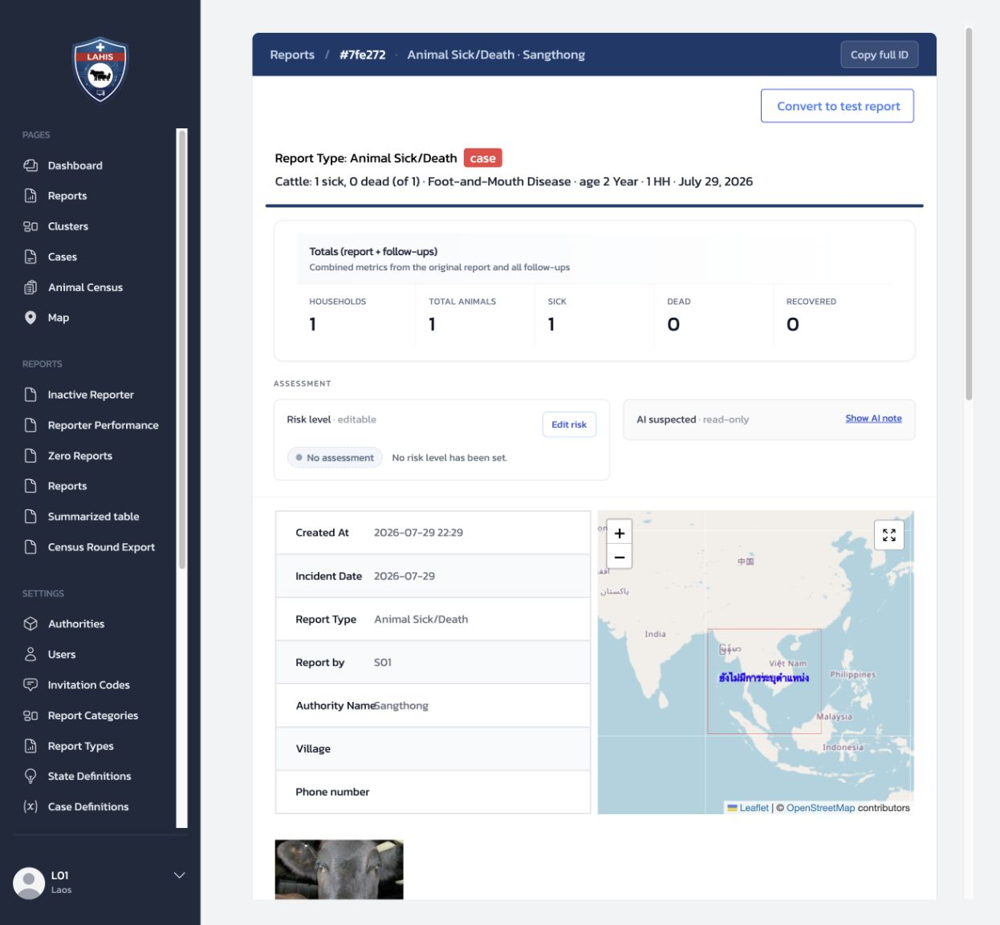 LAHIS
PAGES
Dashboard
Reports
Clusters
Cases
Animal Census
Map
REPORTS
Inactive Reporter
Reporter Performance
Zero Reports
Reports
Summarized table
Census Round Export
SETTINGS
Authorities
Users
Invitation Codes
Report Categories
Report Types
State Definitions
Case Definitions
L01
Laos
Reports / #7fe272 · Animal Sick/Death · Sangthong
Copy full ID
Convert to test report
Report Type: Animal Sick/Death case
Cattle: 1 sick, 0 dead (of 1) · Foot-and-Mouth Disease · age 2 Year · 1 HH · July 29, 2026
Totals (report + follow-ups)
Combined metrics from the original report and all follow-ups
HOUSEHOLDS
1
TOTAL ANIMALS
1
SICK
1
DEAD
0
RECOVERED
0
ASSESSMENT
Risk level · editable
Edit risk
No assessment
No risk level has been set.
AI suspected · read-only
Show AI note
Created At 2026-07-29 22:29
Incident Date 2026-07-29
Report Type Animal Sick/Death
Report by S01
Authority Name Sangthong
Village
Phone number
+
−
中国
پاکستان
India
Việt Nam
ยังไม่มีการระบุตำแหน่ง
Philippines
Malaysia
Indonesia
Leaflet | © OpenStreetMap contributors